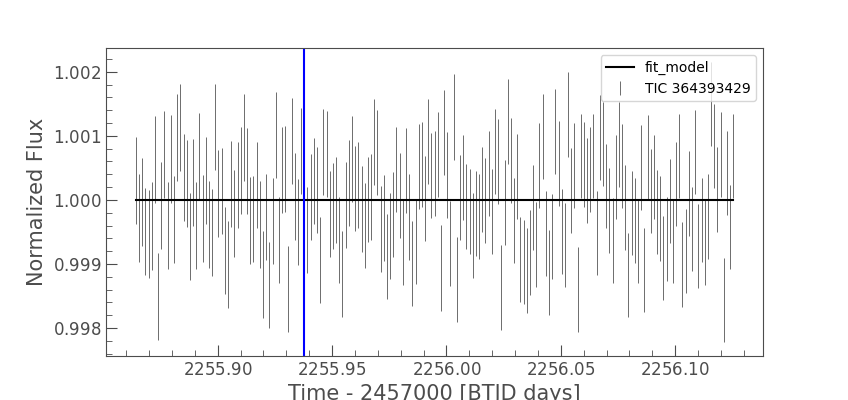 fit_model
TIC 364393429
1.002
1.001
1.000
0.999
0.998
Normalized Flux
2255.90 2255.95 2256.00 2256.05 2256.10
Time - 2457000 [BTJD days]